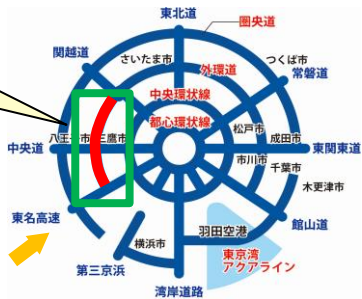 東北道
圏央道
関越道
さいたま市
外環道
つくば市
常磐道
中央環状線
都心環状線
松戸市
成田市
中央道
八王子市
三鷹市
東関東道
市川市
千葉市
木更津市
東名高速
館山道
羽田空港
横浜市
東京湾
アクアライン
第三京浜
湾岸道路